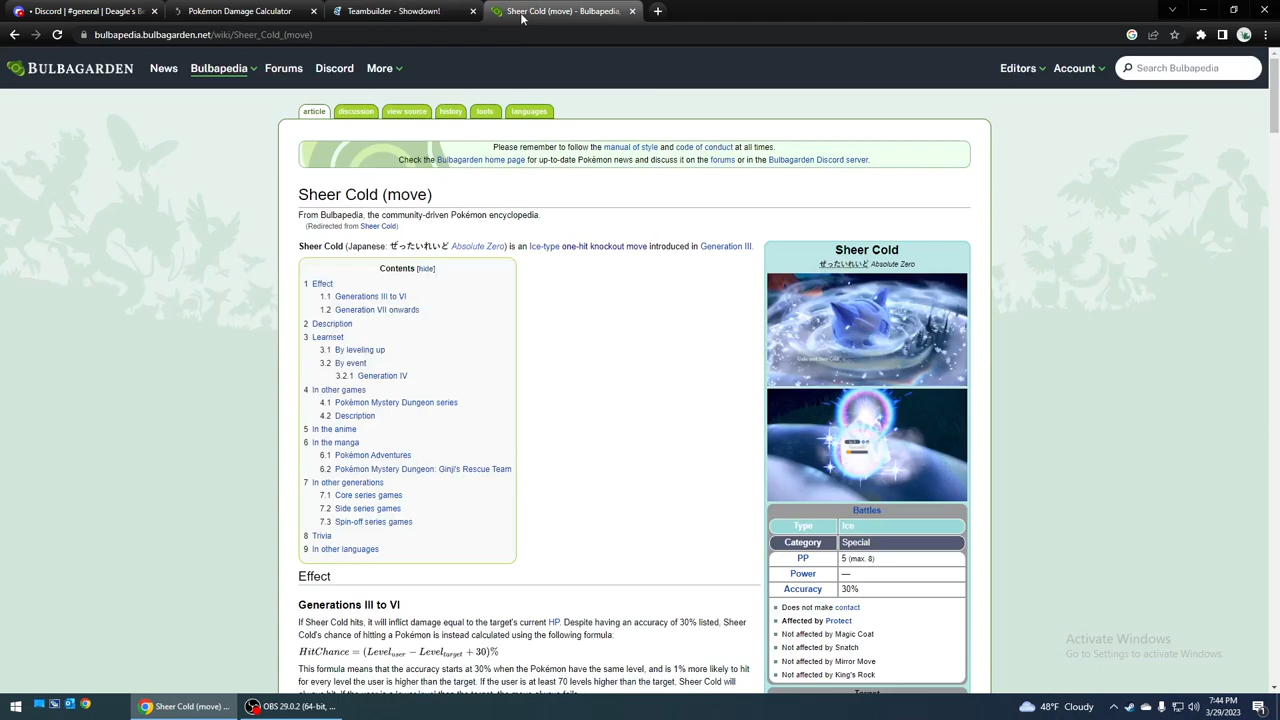 • Discord | #general | Deagle's B
Pokémon Damage Calculator
Teerranormal - Showdown!
Sheer Cold (move) - Bulbapedia,
bulbapedia.bulbagarden.net/wiki/Sheer_Cold_(move)
BULBAGARDEN
News
Bulbapedia
Forums
Discord
More
Editors
Account
Search Bulbapedia
article
discussion
view source
history
tools
languages
Please remember to follow the manual of style and code of conduct at all times.
Check the Bulbagarden home page for up-to-date Pokémon news and discuss it on the forums or in the Bulbagarden Discord server.
Sheer Cold (move)
From Bulbapedia, the community-driven Pokémon encyclopedia.
(Redirected from Sheer Cold)
Sheer Cold (Japanese: ぜったいれいど Absolute Zero) is an Ice-type one-hit knockout move introduced in Generation III.
Contents [hide]
1 Effect
1.1 Generations III to VI
1.2 Generation VII onwards
2 Description
3 Learnset
3.1 By leveling up
3.2 By event
3.2.1 Generation IV
4 In other games
4.1 Pokémon Mystery Dungeon series
4.2 Description
5 In the anime
6 In the manga
6.1 Pokémon Adventures
6.2 Pokémon Mystery Dungeon: Ginji's Rescue Team
7 In other generations
7.1 Core series games
7.2 Side series games
7.3 Spin-off series games
8 Trivia
9 In other languages
Effect
Generations III to VI
If Sheer Cold hits, it will inflict damage equal to the target's current HP. Despite having an accuracy of 30% listed, Sheer
Cold's chance of hitting a Pokémon is instead calculated using the following formula:
HitChance = (Level_user − Level_target + 30)%
This formula means that the accuracy starts at 30% when the Pokémon have the same level, and is 1% more likely to hit
for every level the user is higher than the target. If the user is at least 70 levels higher than the target, Sheer Cold will
Sheer Cold
ぜったいれいど Absolute Zero
Battles
Type Ice
Category Special
PP 5 (max. 8)
Power —
Accuracy 30%
Does not make contact
Affected by Protect
Not affected by Magic Coat
Not affected by Snatch
Not affected by Mirror Move
Not affected by King's Rock
Target
Activate Windows
Go to Settings to activate Windows.
Sheer Cold (move) ...
OBS 29.0.2 (64-bit, ...
48°F Cloudy
7:44 PM
3/29/2023